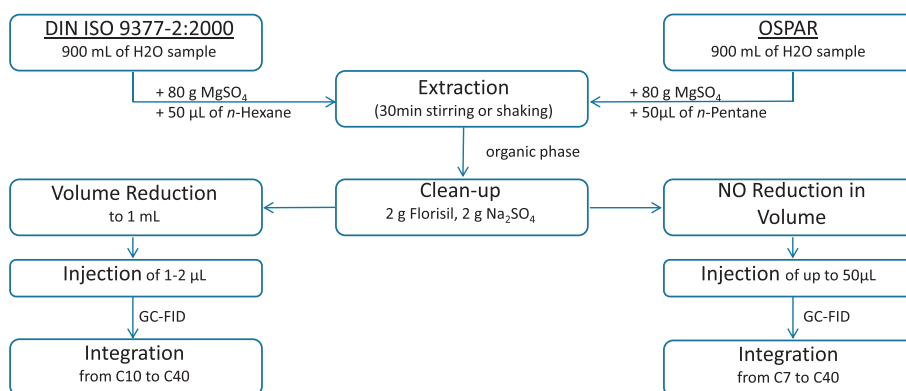 DIN ISO 9377-2:2000
900 mL of H2O sample
OSPAR
900 mL of H2O sample
+ 80 g MgSO₄
+ 50 µL of n-Hexane
Extraction
(30min stirring or shaking)
+ 80 g MgSO₄
+ 50µL of n-Pentane
organic phase
Volume Reduction
to 1 mL
Clean-up
2 g Florisil, 2 g Na₂SO₄
NO Reduction in
Volume
Injection of 1-2 µL
Injection of up to 50µL
GC-FID
GC-FID
Integration
from C10 to C40
Integration
from C7 to C40